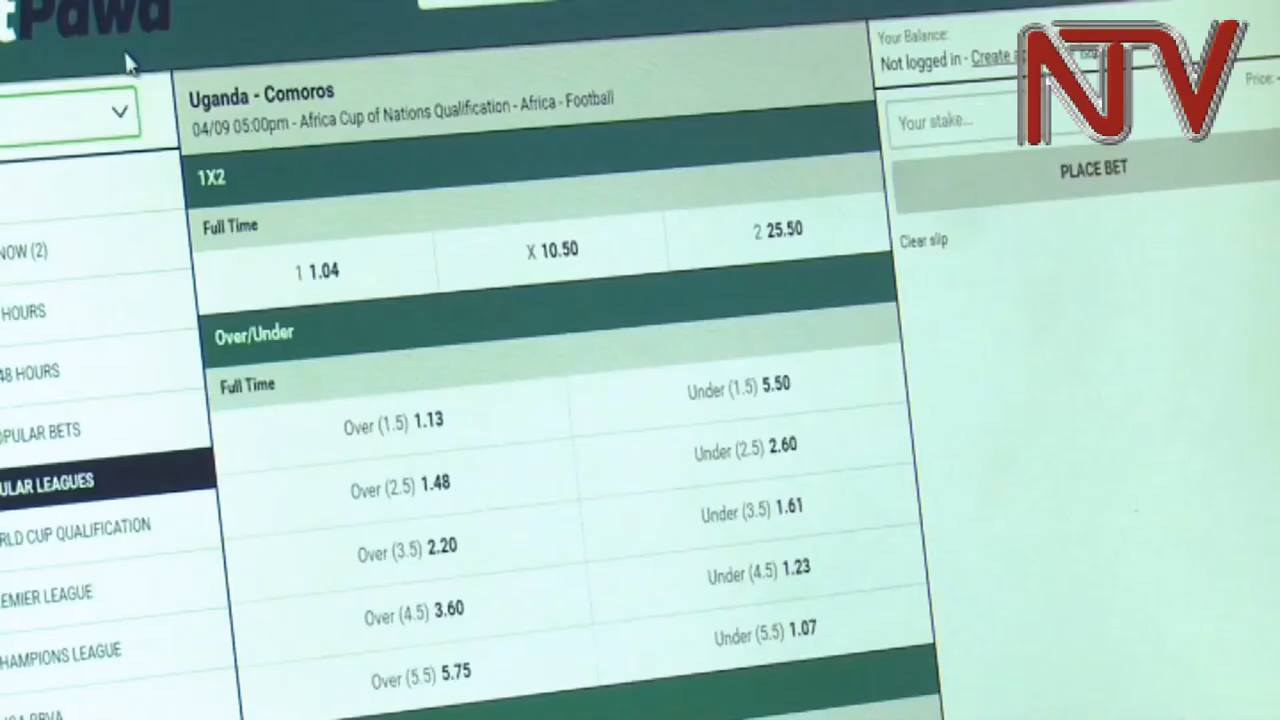 tPawa
NTV
Your Balance:
Not logged in - Create
Price:
Your stake...
PLACE BET
Clear slip
Uganda - Comoros
04/09 05:00pm - Africa Cup of Nations Qualification - Africa - Football
1X2
Full Time
1 1.04
X 10.50
2 25.50
Over/Under
Full Time
Over (1.5) 1.13
Under (1.5) 5.50
Over (2.5) 1.48
Under (2.5) 2.60
Over (3.5) 2.20
Under (3.5) 1.61
Over (4.5) 3.60
Under (4.5) 1.23
Over (5.5) 5.75
Under (5.5) 1.07
NOW (2)
HOURS
48 HOURS
OPULAR BETS
ULAR LEAGUES
RLD CUP QUALIFICATION
EMIER LEAGUE
HAMPIONS LEAGUE